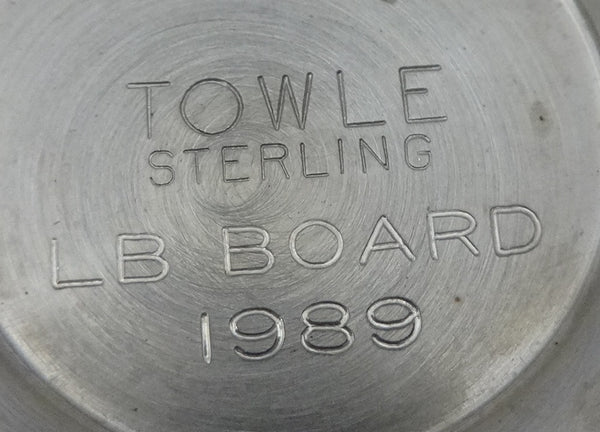 TOWLE
STERLING
LB BOARD
1989